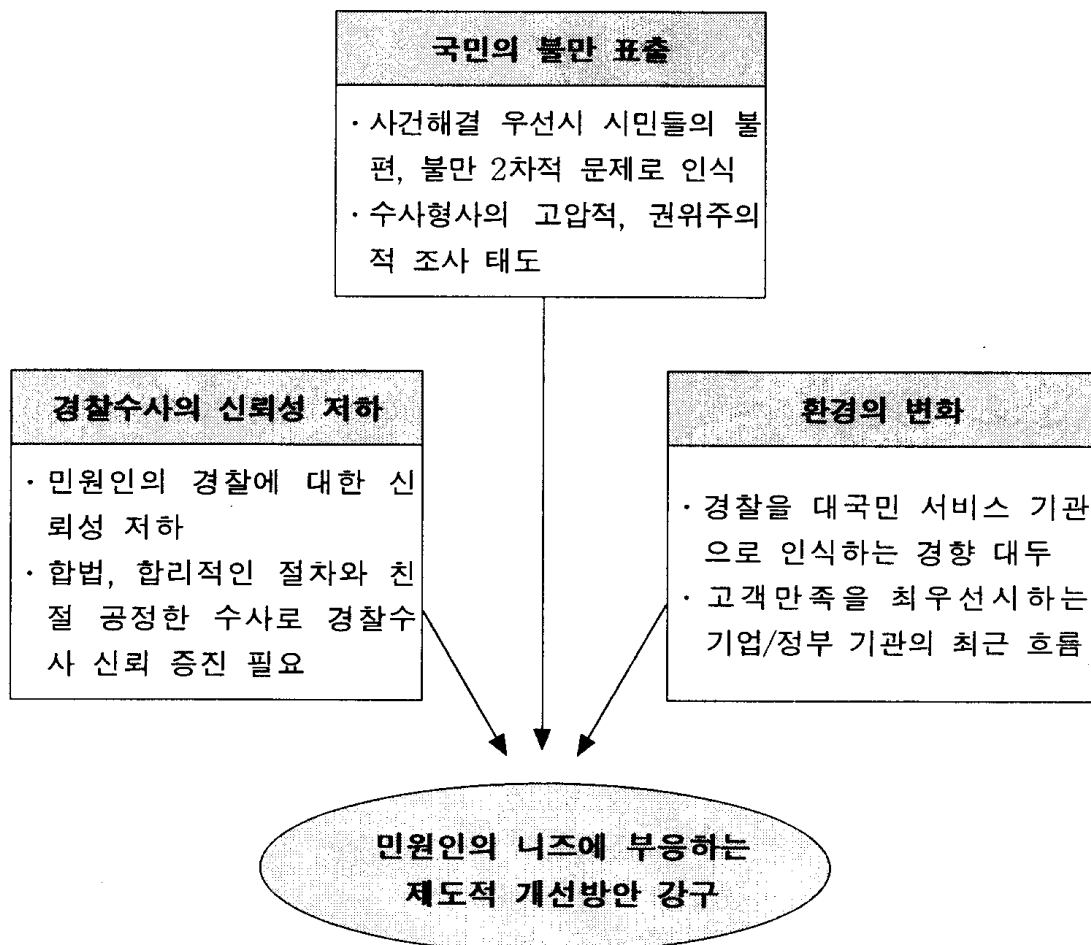 국민의 불만 표출
· 사건해결 우선시 시민들의 불
편, 불만 2차적 문제로 인식
· 수사형사의 고압적, 권위주의
적 조사 태도
경찰수사의 신뢰성 저하
· 민원인의 경찰에 대한 신
뢰성 저하
· 합법, 합리적인 절차와 친
절 공정한 수사로 경찰수
사 신뢰 증진 필요
환경의 변화
· 경찰을 대국민 서비스 기관
으로 인식하는 경향 대두
· 고객만족을 최우선시하는
기업/정부 기관의 최근 흐름
민원인의 니즈에 부응하는
제도적 개선방안 강구